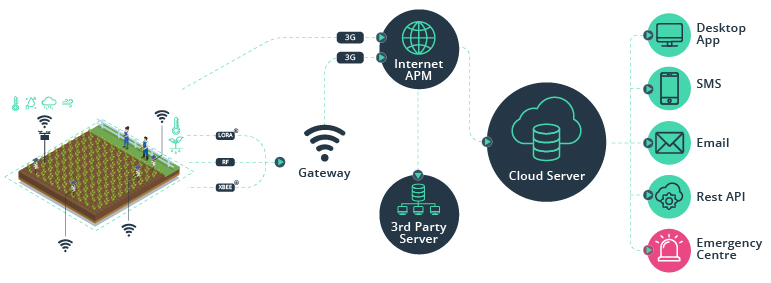 3G
3G
Internet
APM
LORA®
RF
XBEE®
Gateway
3rd Party
Server
Cloud Server
Desktop
App
SMS
Email
Rest API
Emergency
Centre